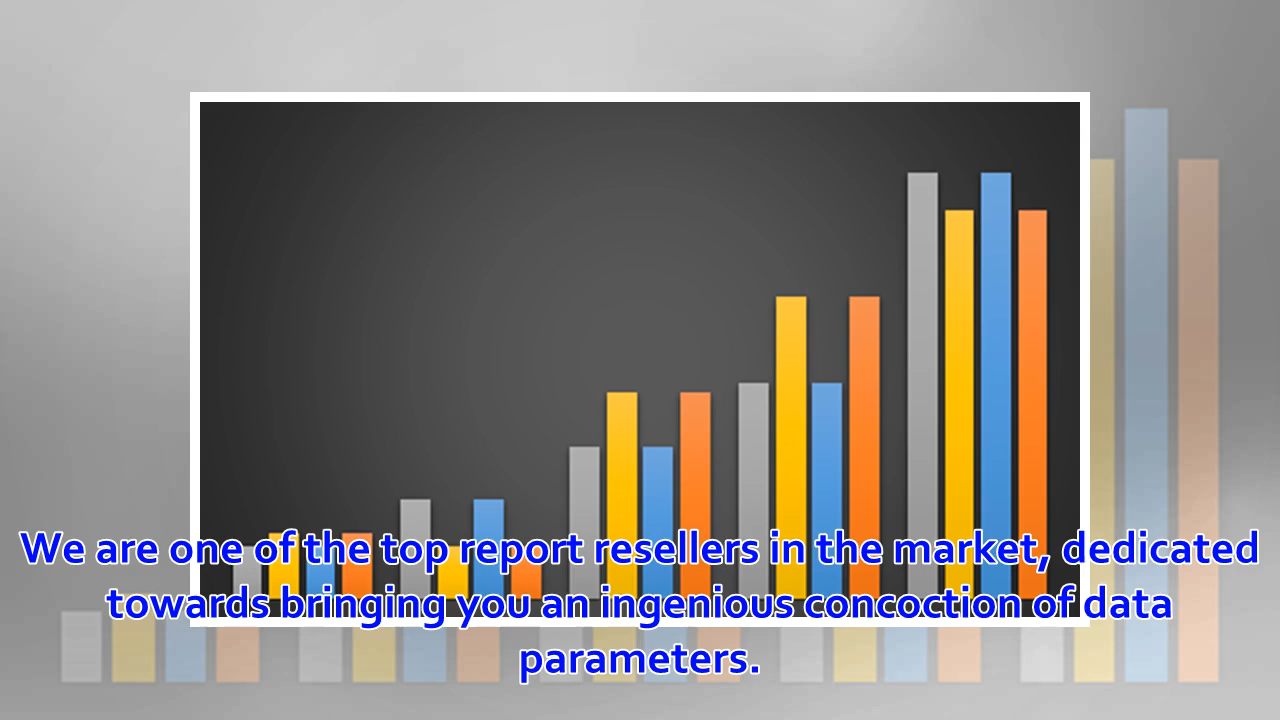 We are one of the top report resellers in the market, dedicated
towards bringing you an ingenious concoction of data
parameters.